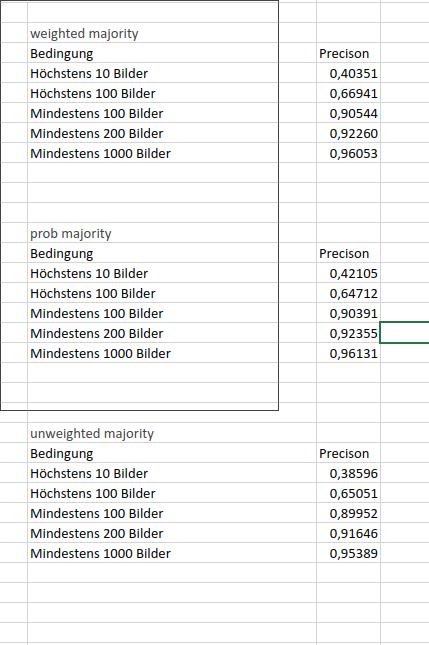 weighted majority
Bedingung Precison
Höchstens 10 Bilder 0,40351
Höchstens 100 Bilder 0,66941
Mindestens 100 Bilder 0,90544
Mindestens 200 Bilder 0,92260
Mindestens 1000 Bilder 0,96053
prob majority
Bedingung Precison
Höchstens 10 Bilder 0,42105
Höchstens 100 Bilder 0,64712
Mindestens 100 Bilder 0,90391
Mindestens 200 Bilder 0,92355
Mindestens 1000 Bilder 0,96131
unweighted majority
Bedingung Precison
Höchstens 10 Bilder 0,38596
Höchstens 100 Bilder 0,65051
Mindestens 100 Bilder 0,89952
Mindestens 200 Bilder 0,91646
Mindestens 1000 Bilder 0,95389